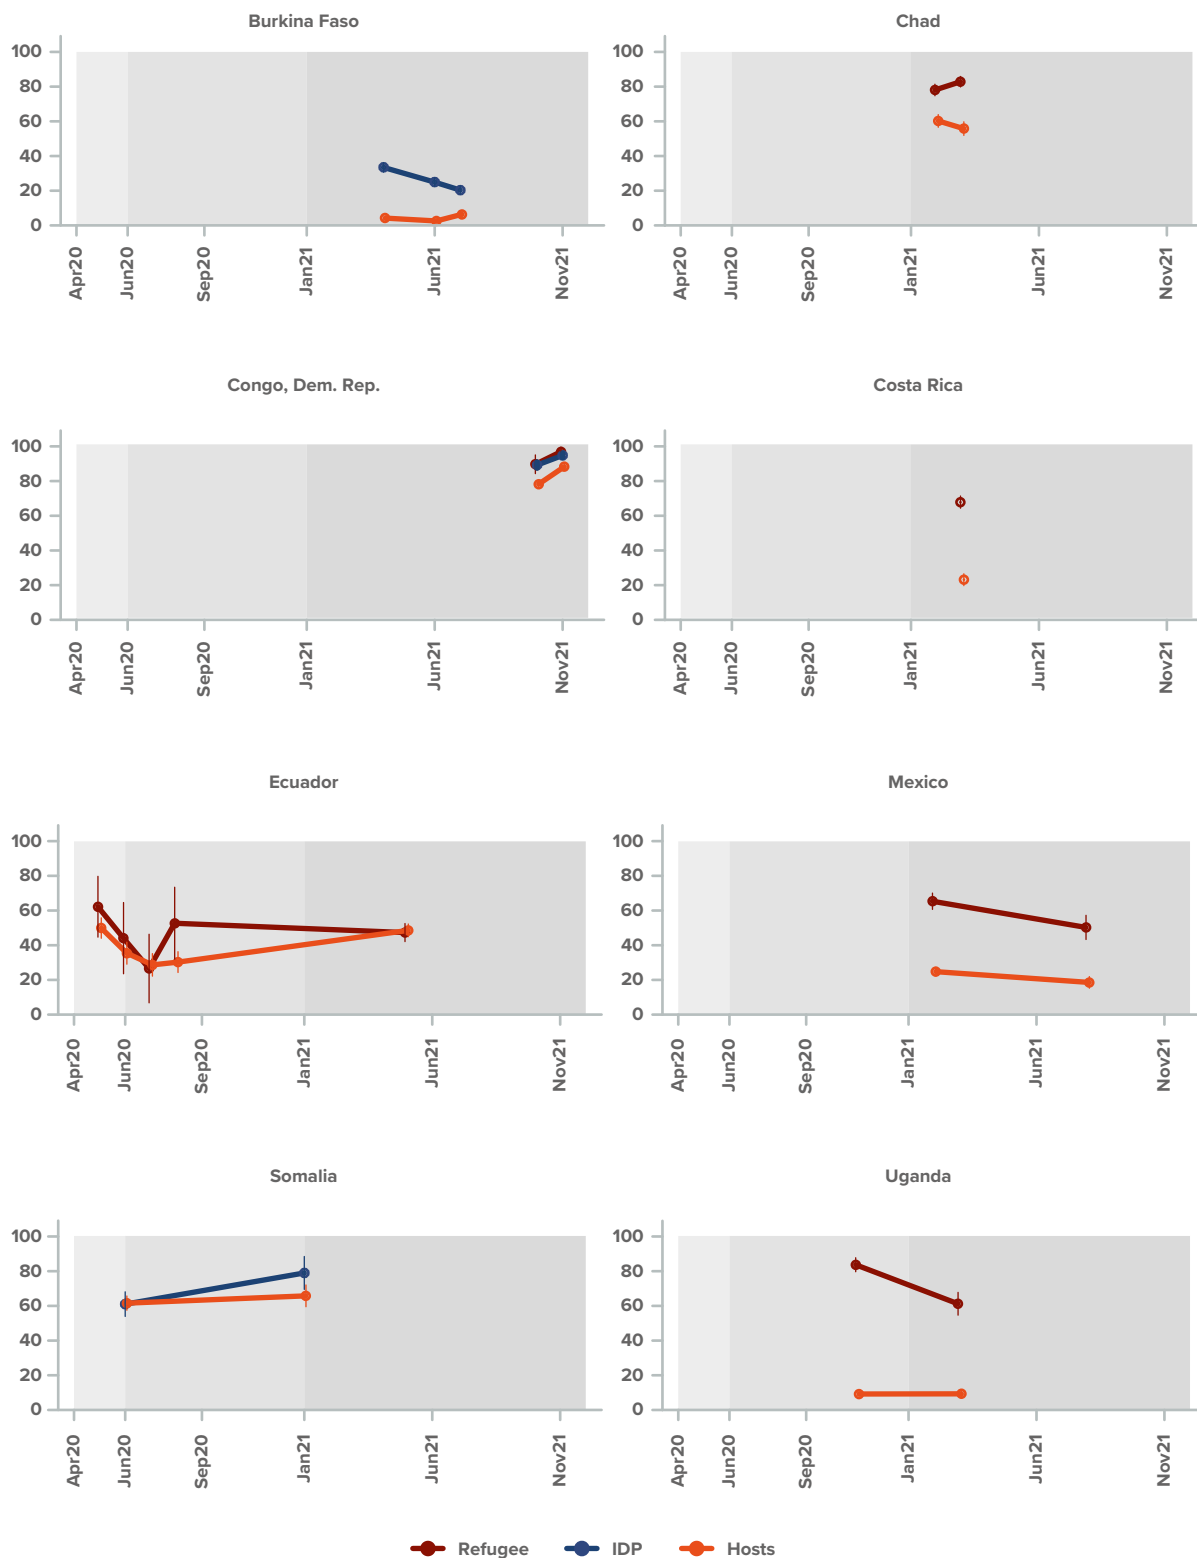 Burkina Faso
100
80
60
40
20
0
Apr20
Jun20
Sep20
Jan21
Jun21
Nov21
Chad
100
80
60
40
20
0
Apr20
Jun20
Sep20
Jan21
Jun21
Nov21
Congo, Dem. Rep.
100
80
60
40
20
0
Apr20
Jun20
Sep20
Jan21
Jun21
Nov21
Costa Rica
100
80
60
40
20
0
Apr20
Jun20
Sep20
Jan21
Jun21
Nov21
Ecuador
100
80
60
40
20
0
Apr20
Jun20
Sep20
Jan21
Jun21
Nov21
Mexico
100
80
60
40
20
0
Apr20
Jun20
Sep20
Jan21
Jun21
Nov21
Somalia
100
80
60
40
20
0
Apr20
Jun20
Sep20
Jan21
Jun21
Nov21
Uganda
100
80
60
40
20
0
Apr20
Jun20
Sep20
Jan21
Jun21
Nov21
Refugee IDP Hosts